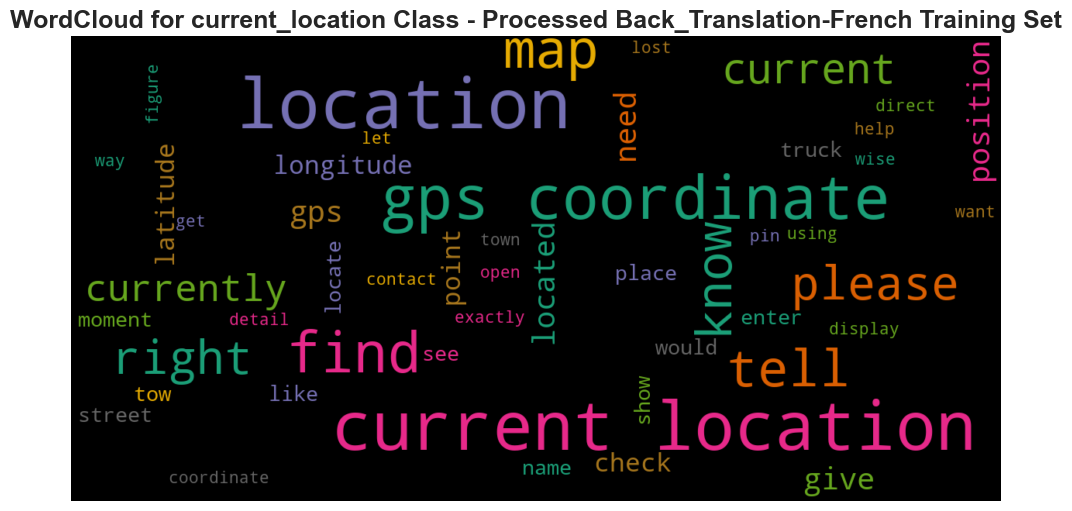 WordCloud for current_location Class - Processed Back_Translation-French Training Set
map
lost
current
position
figure
location
need
direct
let
help
way
latitude
longitude
truck
wise
get
gps
gps coordinate
want
town
located
know
pin
using
locate
contact
point
open
place
currently
please
moment
detail
exactly
enter
display
right
find
see
would
tell
tow
like
show
street
current location
coordinate
name
check
give